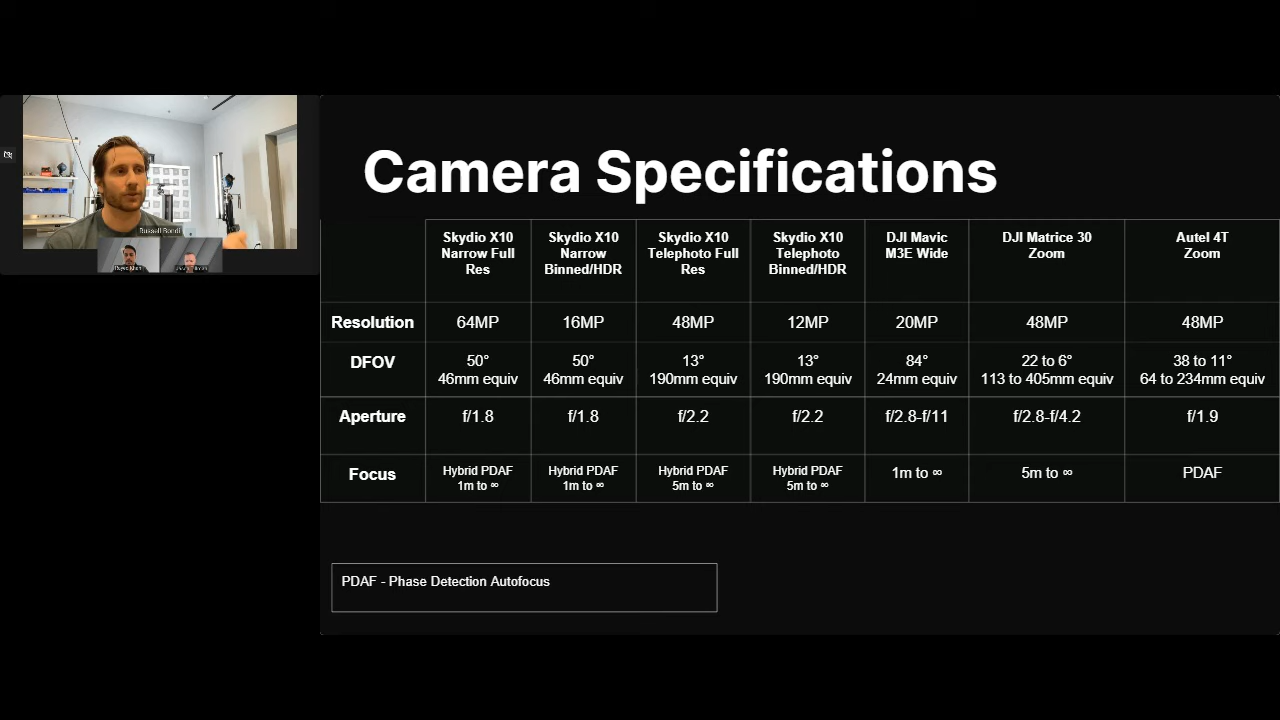 Russell Bondi
Camera Specifications
Skydio X10 Narrow Full Res
Skydio X10 Narrow Binned/HDR
Skydio X10 Telephoto Full Res
Skydio X10 Telephoto Binned/HDR
DJI Mavic M3E Wide
DJI Matrice 30 Zoom
Autel 4T Zoom
Resolution 64MP 16MP 48MP 12MP 20MP 48MP 48MP
DFOV 50° 50° 13° 13° 84° 22 to 6° 38 to 11°
46mm equiv 46mm equiv 190mm equiv 190mm equiv 24mm equiv 113 to 405mm equiv 64 to 234mm equiv
Aperture f/1.8 f/1.8 f/2.2 f/2.2 f/2.8-f/11 f/2.8-f/4.2 f/1.9
Focus Hybrid PDAF Hybrid PDAF Hybrid PDAF Hybrid PDAF 1m to ∞ 5m to ∞ PDAF
1m to ∞ 1m to ∞ 5m to ∞ 5m to ∞
PDAF - Phase Detection Autofocus